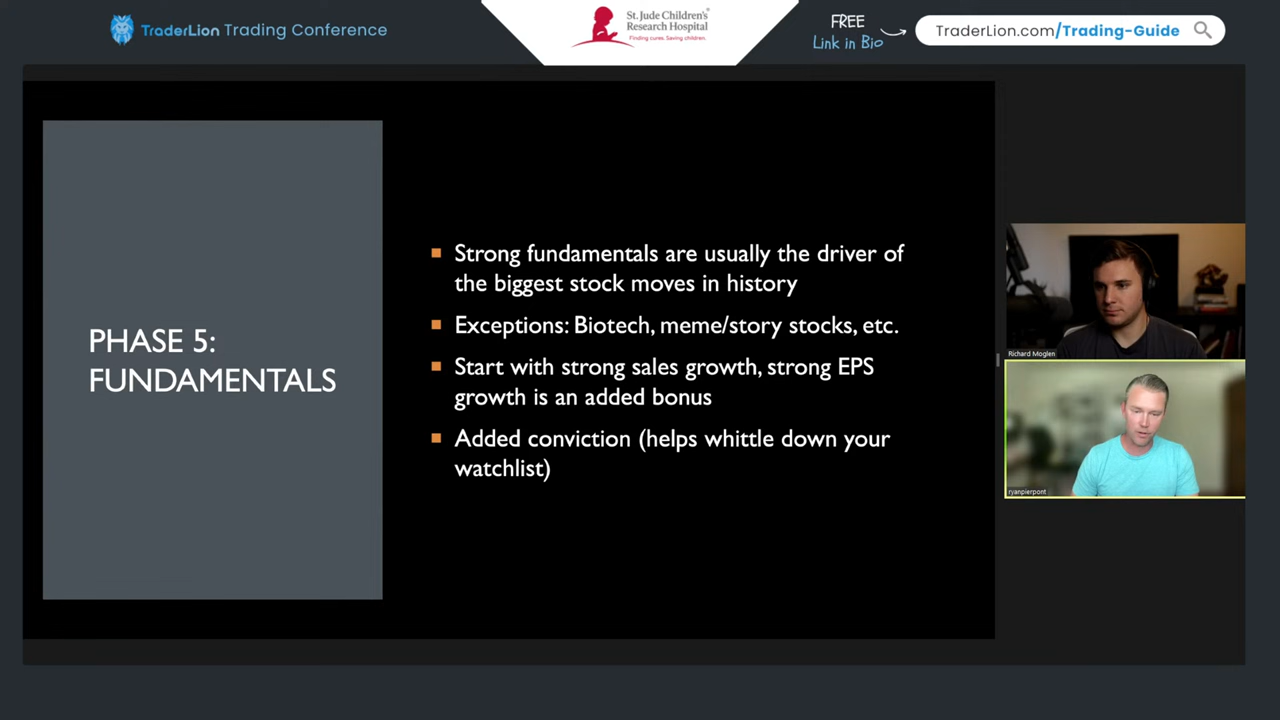 TraderLion Trading Conference
St. Jude Children's
Research Hospital
Finding cures. Saving children.
FREE
Link in Bio
TraderLion.com/Trading-Guide
PHASE 5:
FUNDAMENTALS
Strong fundamentals are usually the driver of
the biggest stock moves in history
Exceptions: Biotech, meme/story stocks, etc.
Start with strong sales growth, strong EPS
growth is an added bonus
Added conviction (helps whittle down your
watchlist)
Richard Moglen
ryanpierpont